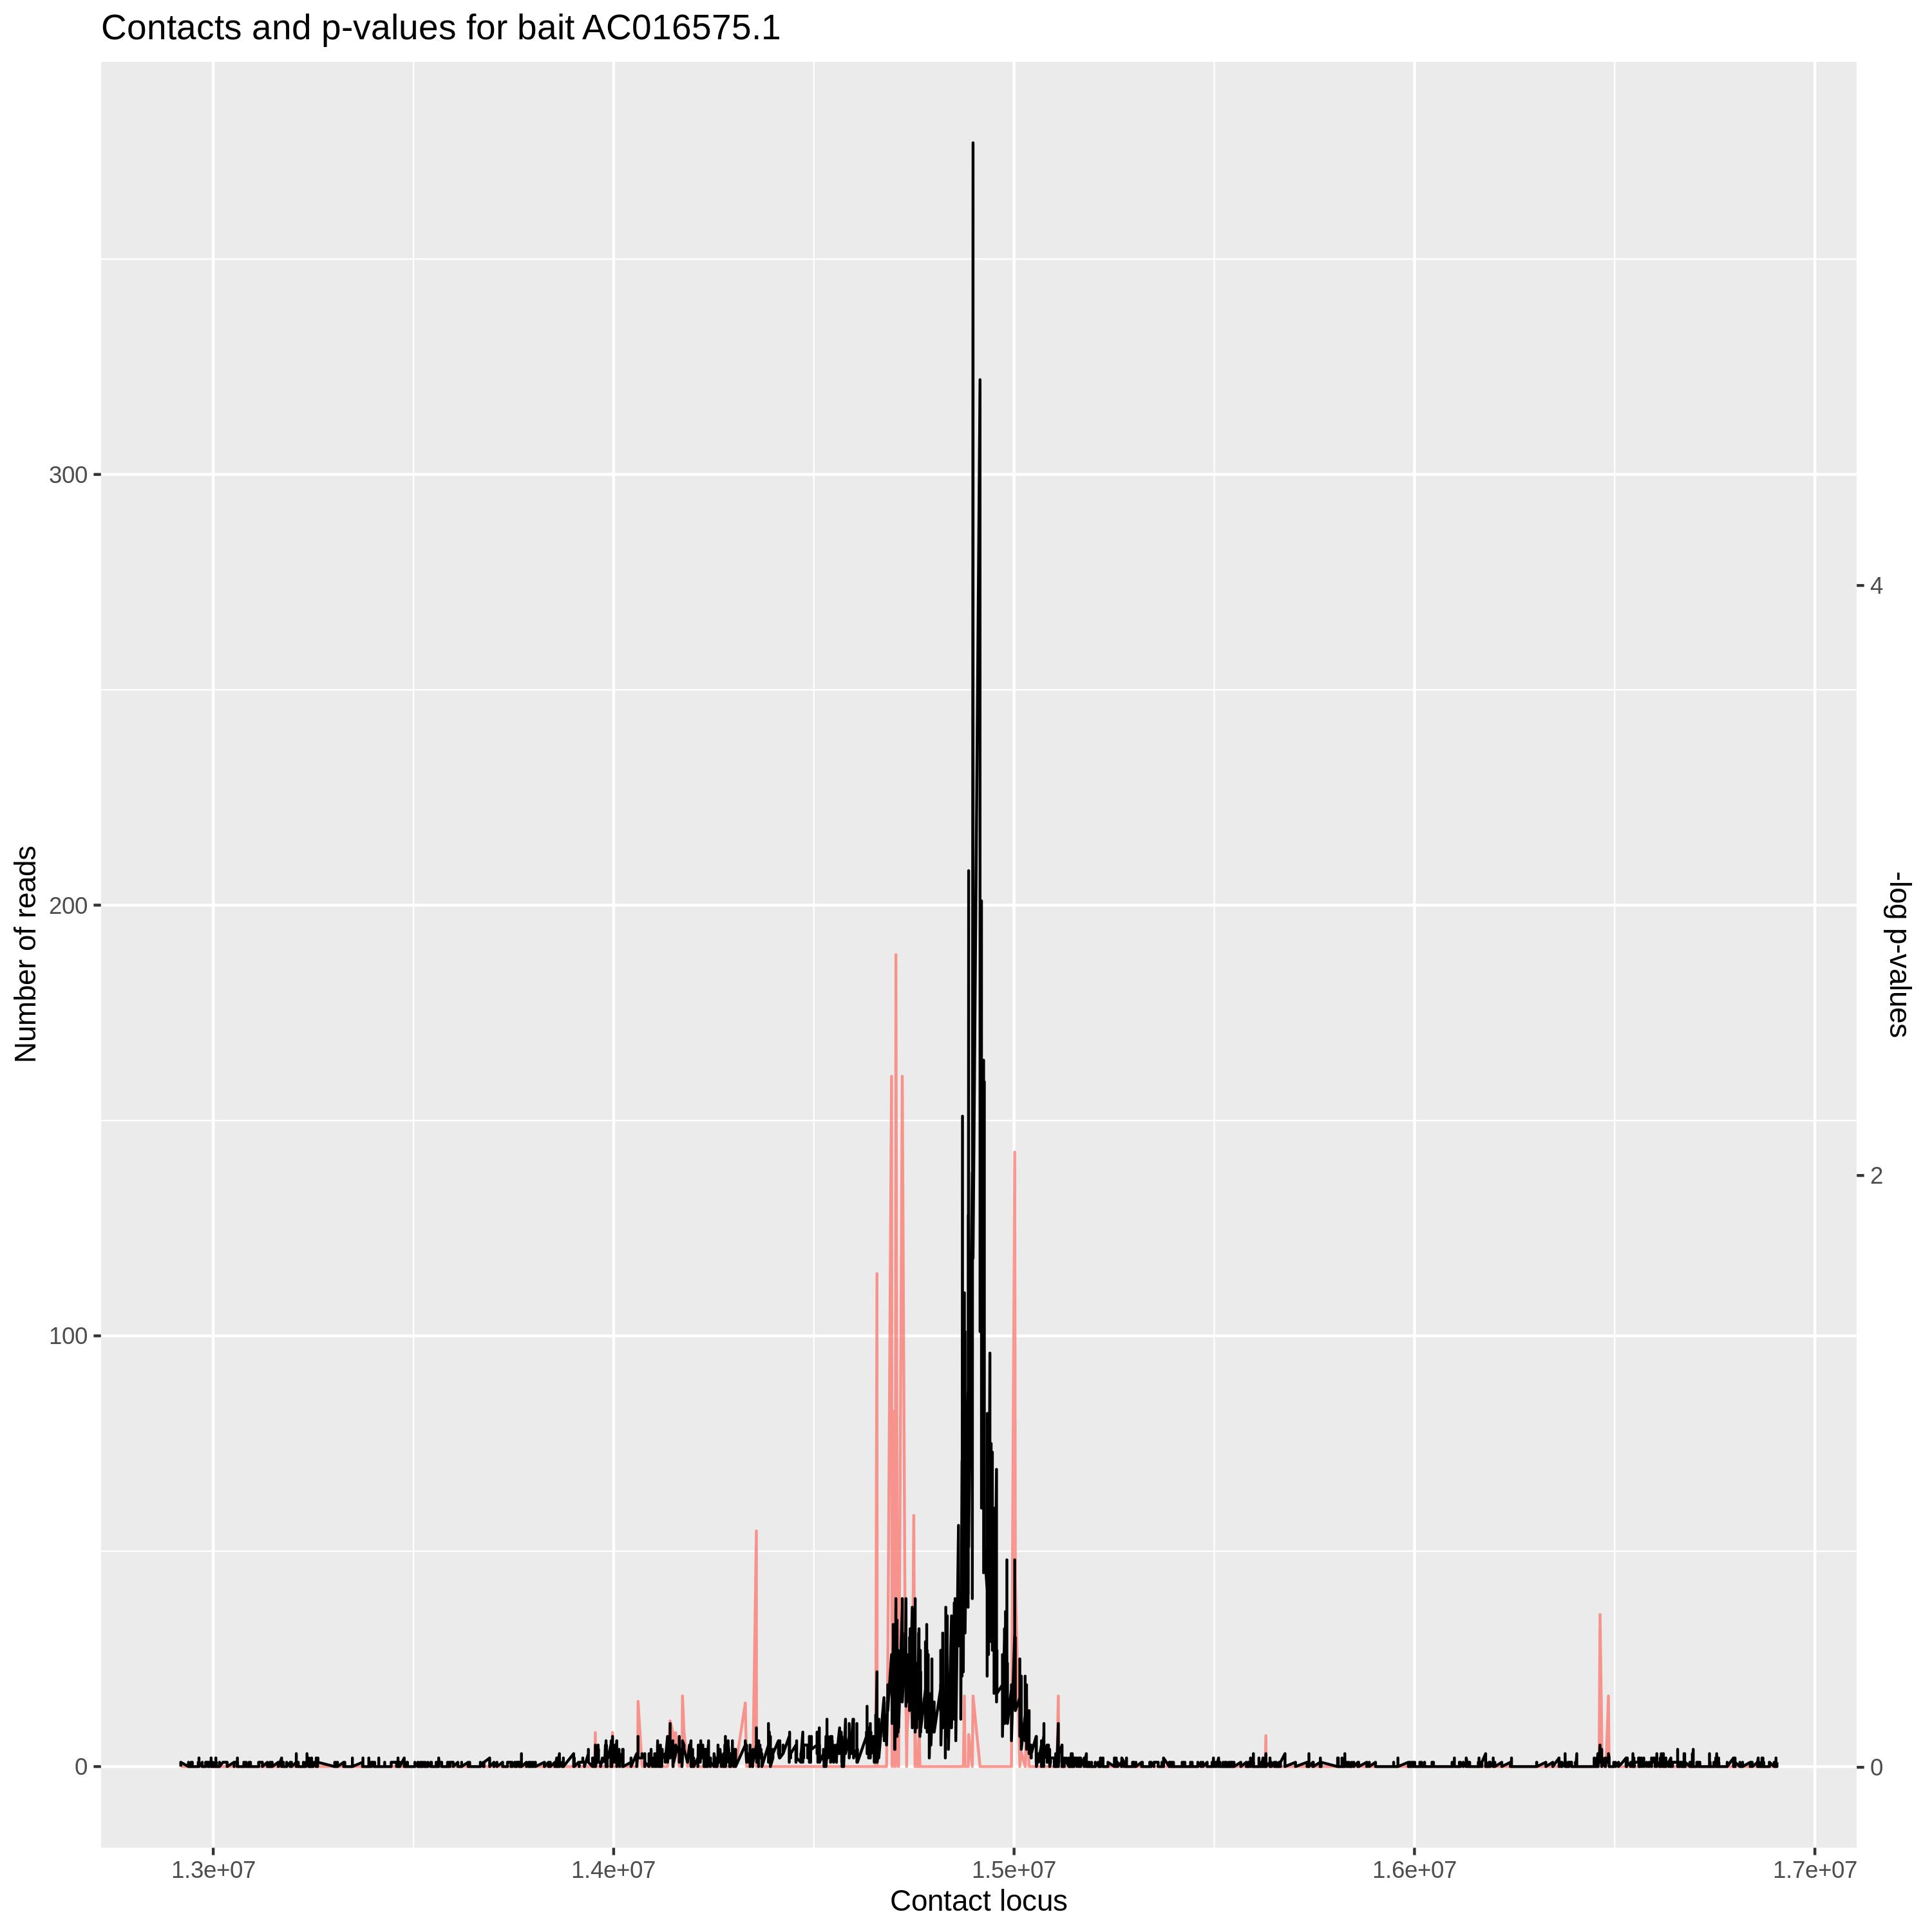 Contacts and p-values for bait AC016575.1
Number of reads
300
200
100
0
4
2
0
-log p-values
1.3e+07 1.4e+07 1.5e+07 1.6e+07 1.7e+07
Contact locus